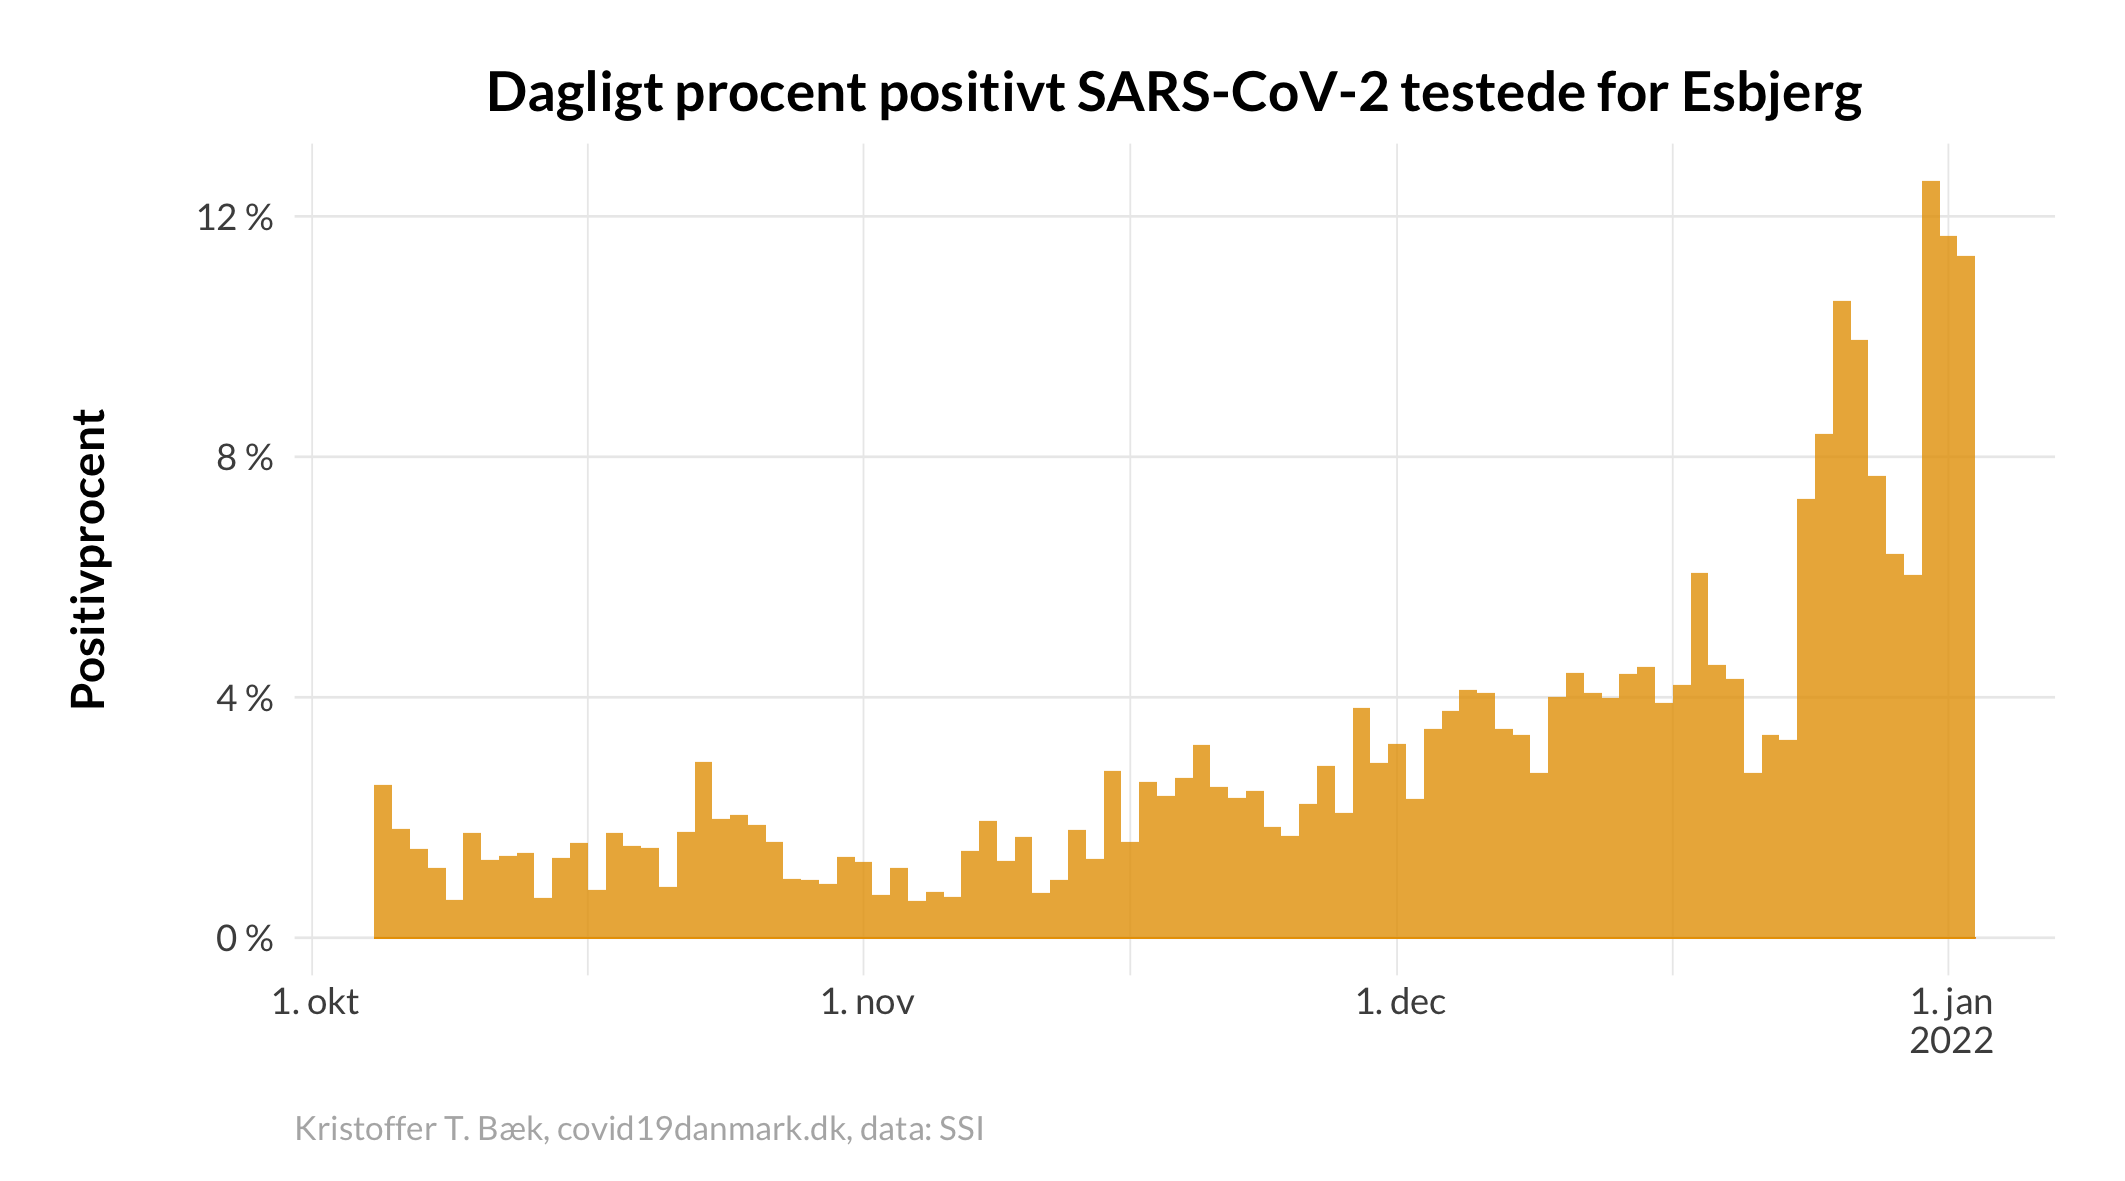 Dagligt procent positivt SARS-CoV-2 testede for Esbjerg
Positivprocent
12 %
8 %
4 %
0 %
1. okt
1. nov
1. dec
1. jan
2022
Kristoffer T. Bæk, covid19danmark.dk, data: SSI